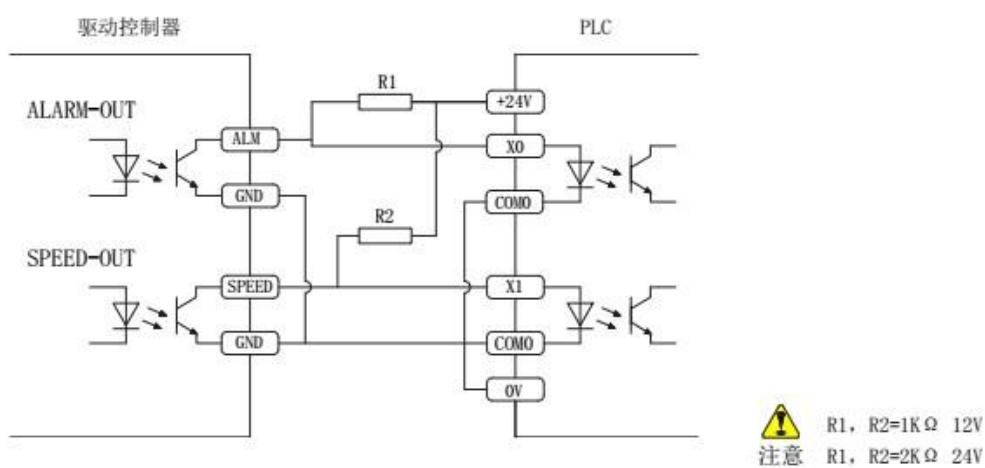 驱动控制器
PLC
R1
+24V
ALARM-OUT
ALM
X0
GND
COM0
R2
SPEED-OUT
SPEED
X1
GND
COM0
0V
R1, R2=1KΩ 12V
注意 R1, R2=2KΩ 24V